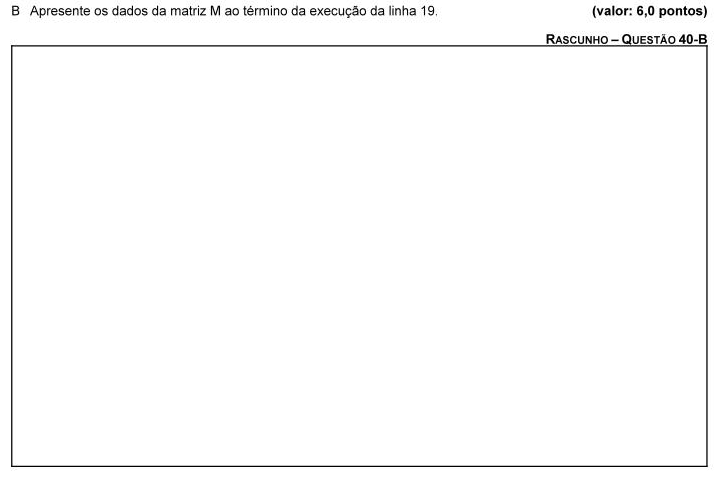 B Apresente os dados da matriz M ao término da execução da linha 19. (valor: 6,0 pontos)
RASCUNHO – QUESTÃO 40-B